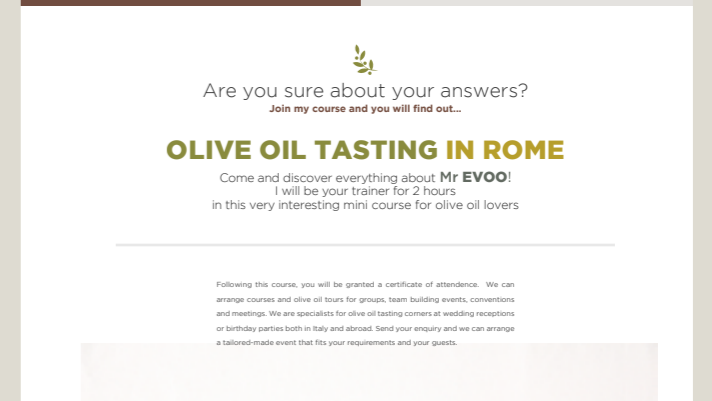 Are you sure about your answers?
Join my course and you will find out...
OLIVE OIL TASTING IN ROME
Come and discover everything about Mr EVOO!
I will be your trainer for 2 hours
in this very interesting mini course for olive oil lovers
Following this course, you will be granted a certificate of attendence. We can
arrange courses and olive oil tours for groups, team building events, conventions
and meetings. We are specialists for olive oil tasting corners at wedding receptions
or birthday parties both in Italy and abroad. Send your enquiry and we can arrange
a tailored-made event that fits your requirements and your guests.